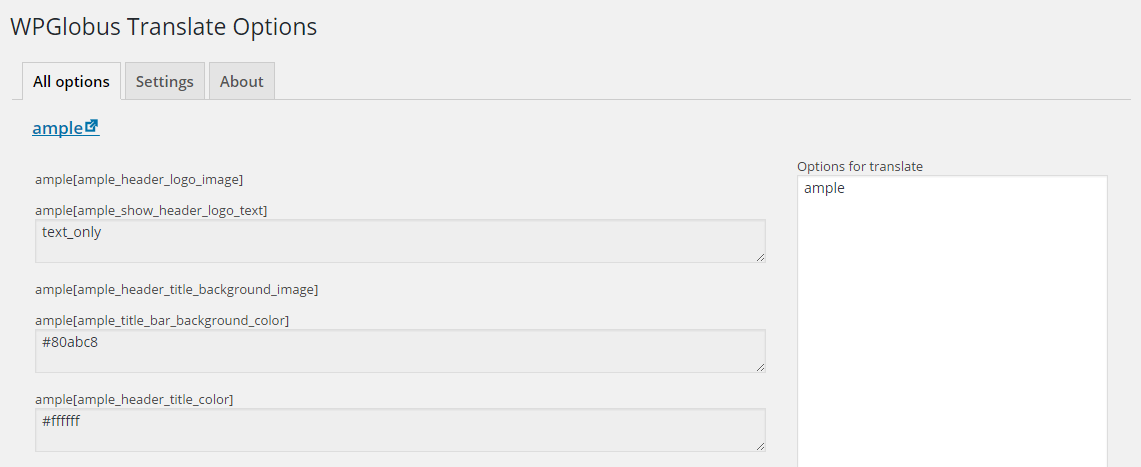 WPGlobus Translate Options
All options
Settings
About
ample
ample[ample_header_logo_image]
ample[ample_show_header_logo_text]
text_only
ample[ample_header_title_background_image]
ample[ample_title_bar_background_color]
#80abc8
ample[ample_header_title_color]
#ffffff
Options for translate
ample